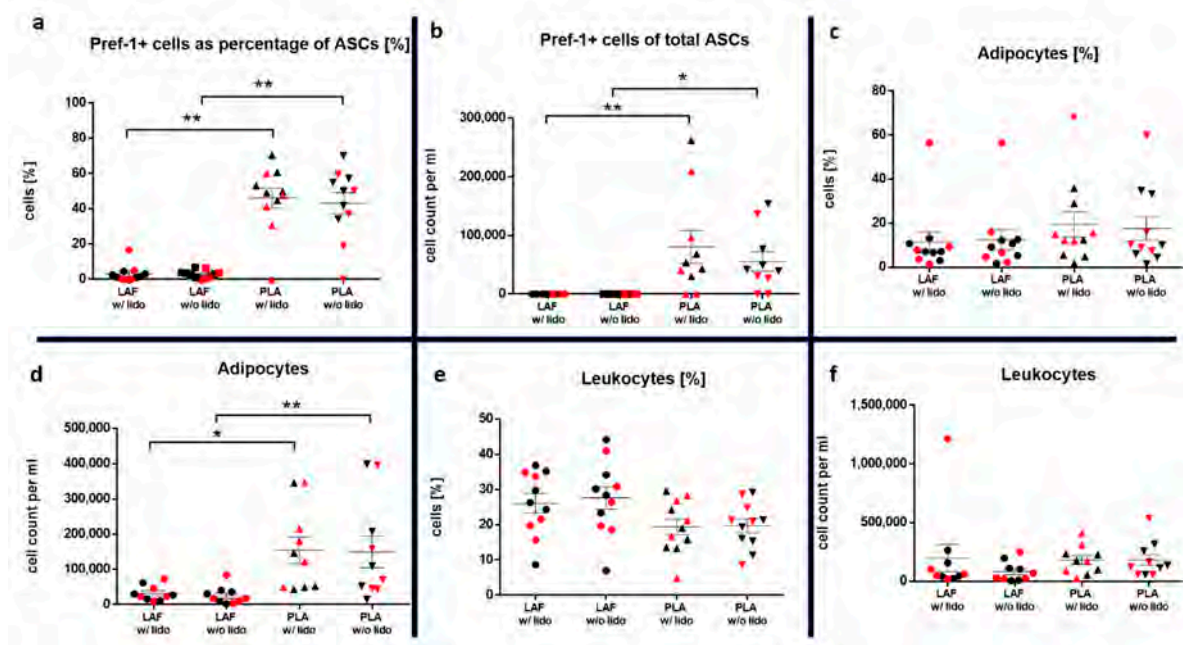 a
Pref-1+ cells as percentage of ASCs [%]
**
**
100
80
60
40
20
0
cells [%]
LAF
w/ lido
LAF
w/o lido
PLA
w/ lido
PLA
w/o lido
b
Pref-1+ cells of total ASCs
*
**
300,000
200,000
100,000
0
cell count per ml
LAF
w/ lido
LAF
w/o lido
PLA
w/ lido
PLA
w/o lido
c
Adipocytes [%]
80
60
40
20
0
cells [%]
LAF
w/ lido
LAF
w/o lido
PLA
w/ lido
PLA
w/o lido
d
Adipocytes
**
*
500,000
400,000
300,000
200,000
100,000
0
cell count per ml
LAF
w/ lido
LAF
w/o lido
PLA
w/ lido
PLA
w/o lido
e
Leukocytes [%]
50
40
30
20
10
0
cells [%]
LAF
w/ lido
LAF
w/o lido
PLA
w/ lido
PLA
w/o lido
f
Leukocytes
1,500,000
1,000,000
500,000
0
cell count per ml
LAF
w/ lido
LAF
w/o lido
PLA
w/ lido
PLA
w/o lido